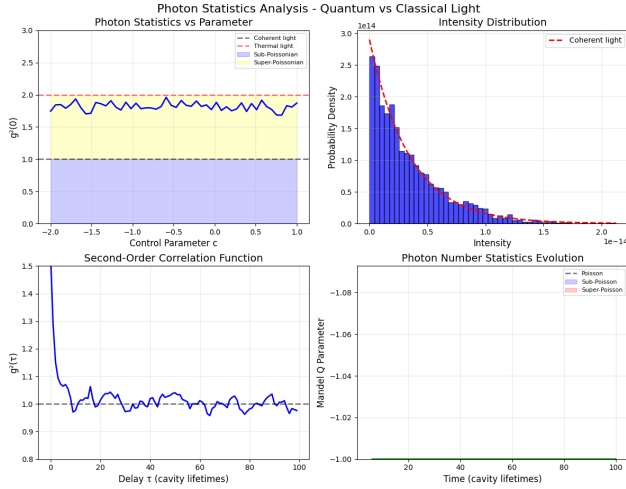 Photon Statistics Analysis - Quantum vs Classical Light
Photon Statistics vs Parameter
g²(0)
3.0
2.5
2.0
1.5
1.0
0.5
0.0
Coherent light
Thermal light
Sub-Poissonian
Super-Poissonian
−2.0 −1.5 −1.0 −0.5 0.0 0.5 1.0
Control Parameter c
Intensity Distribution
1e14
Probability Density
3.0
2.5
2.0
1.5
1.0
0.5
0.0
Coherent light
0.0 0.5 1.0 1.5 2.0
1e−14
Intensity
Second-Order Correlation Function
g²(τ)
1.5
1.4
1.3
1.2
1.1
1.0
0.9
0.8
0 20 40 60 80 100
Delay τ (cavity lifetimes)
Photon Number Statistics Evolution
Mandel Q Parameter
−1.08
−1.06
−1.04
−1.02
−1.00
Poisson
Sub-Poisson
Super-Poisson
20 40 60 80 100
Time (cavity lifetimes)